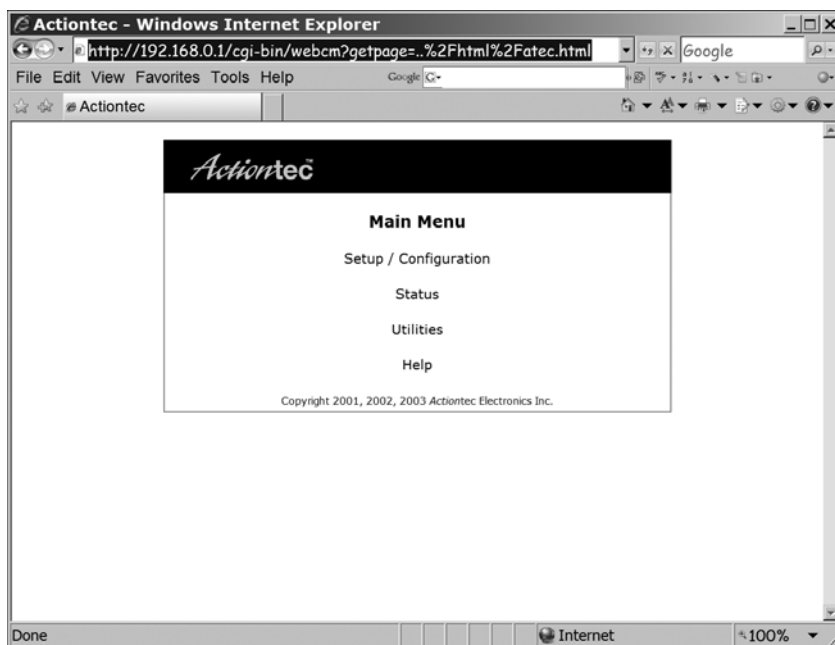 Actiontec - Windows Internet Explorer
http://192.168.0.1/cgi-bin/webcm?getpage=..%2Fhtml%2Fatec.html
Google
File Edit View Favorites Tools Help
Google G
Actiontec
Actiontec™
Main Menu
Setup / Configuration
Status
Utilities
Help
Copyright 2001, 2002, 2003 Actiontec Electronics Inc.
Done
Internet
100%